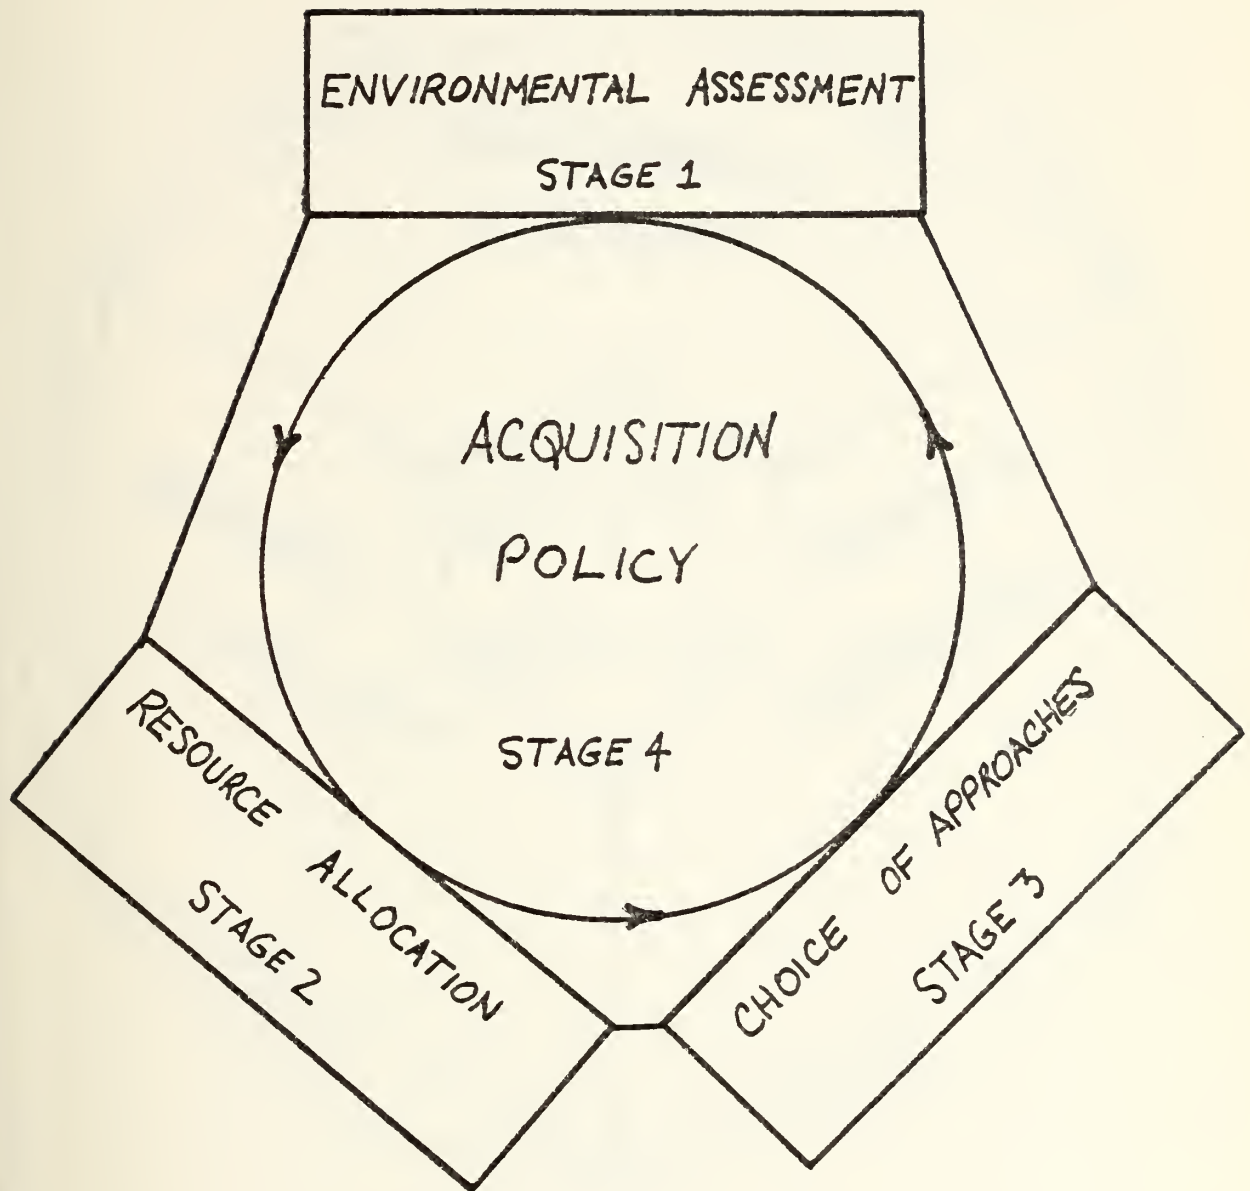 ENVIRONMENTAL ASSESSMENT
STAGE 1
ACQUISITION
POLICY
STAGE 4
RESOURCE ALLOCATION
STAGE 2
CHOICE OF APPROACHES
STAGE 3